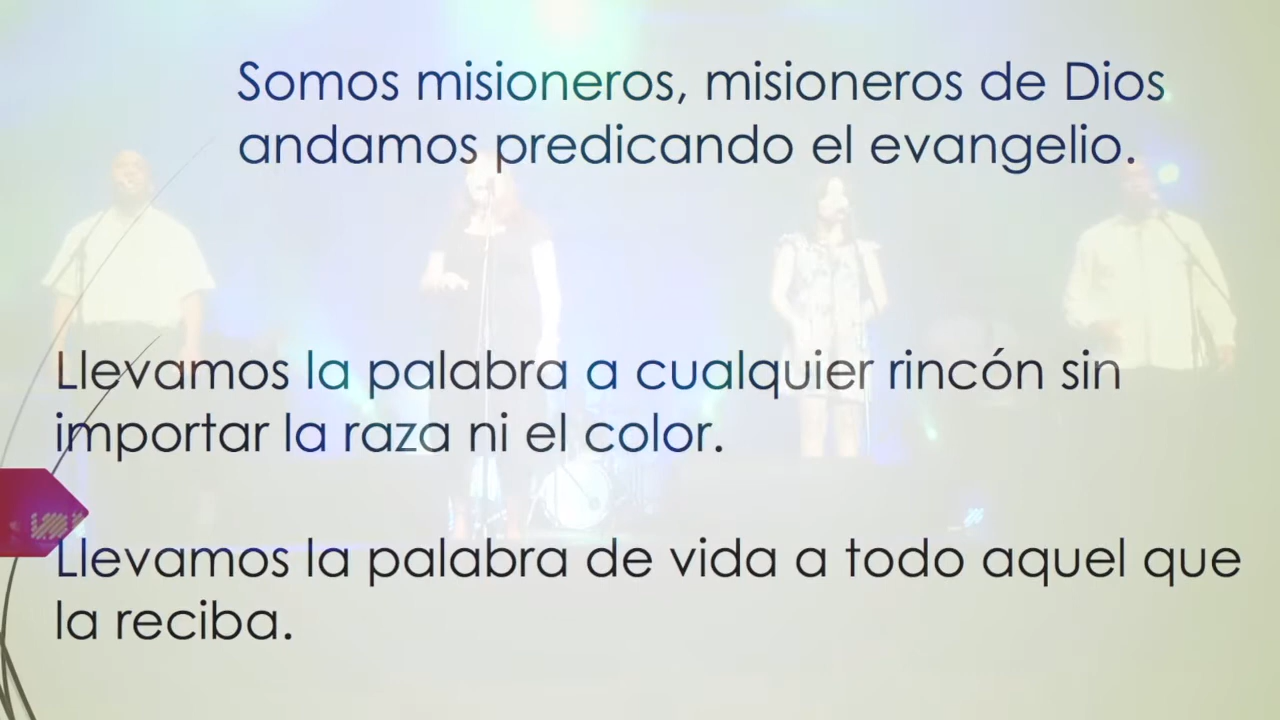 Somos misioneros, misioneros de Dios
andamos predicando el evangelio.
Llevamos la palabra a cualquier rincón sin
importar la raza ni el color.
Llevamos la palabra de vida a todo aquel que
la reciba.